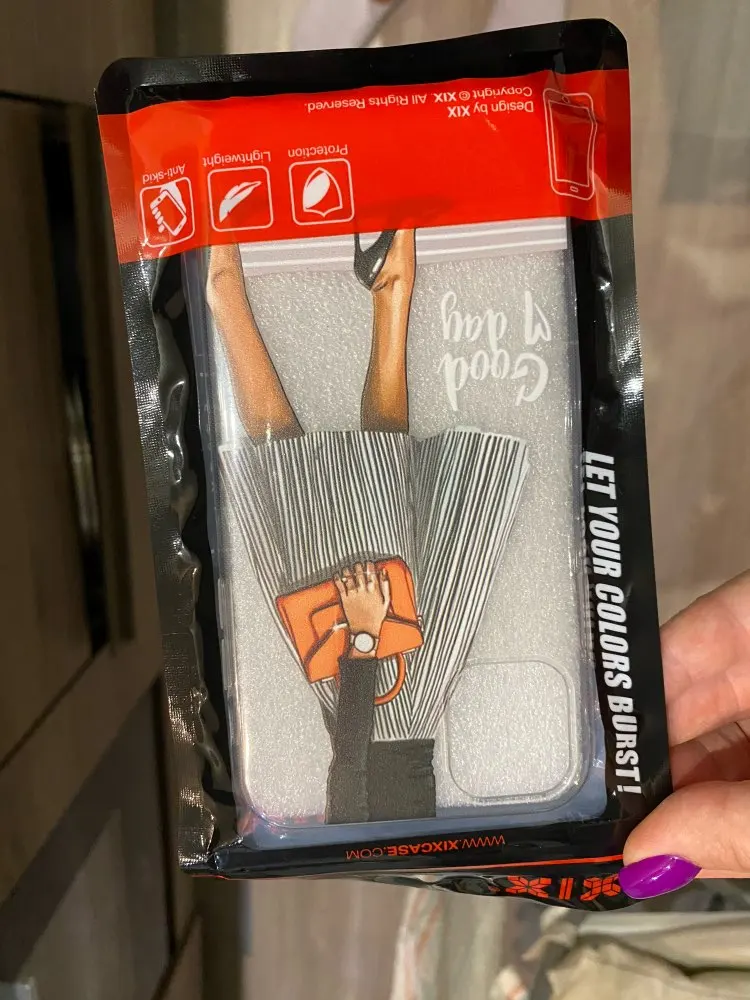 XIX
WWW.XIXCASE.COM
LET YOUR COLORS BURST!
Good
day
Protection
Lightweight
Anti-skid
Design by XIX
Copyright © XIX. All Rights Reserved.